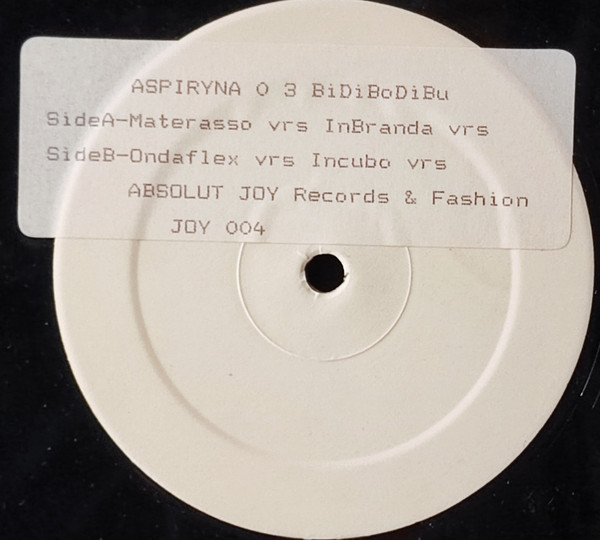 ASPIRYNA O 3 BiDiBoDiBu
SideA-Materasso vrs InBranda vrs
SideB-Ondaflex vrs Incubo vrs
ABSOLUT JOY Records & Fashion
JOY 004